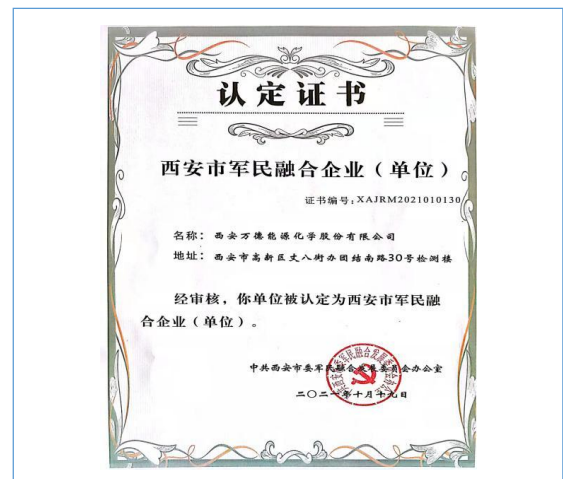 认定证书
西安市军民融合企业（单位）
证书编号：XAJRM2021010130
名称：西安万德能源化学股份有限公司
地址：西安市高新区丈八街办团结南路30号检测楼
经审核，你单位被认定为西安市军民融
合企业（单位）。
中共西安市委军民融合发展委员会办公室
二〇二一年十月十九日